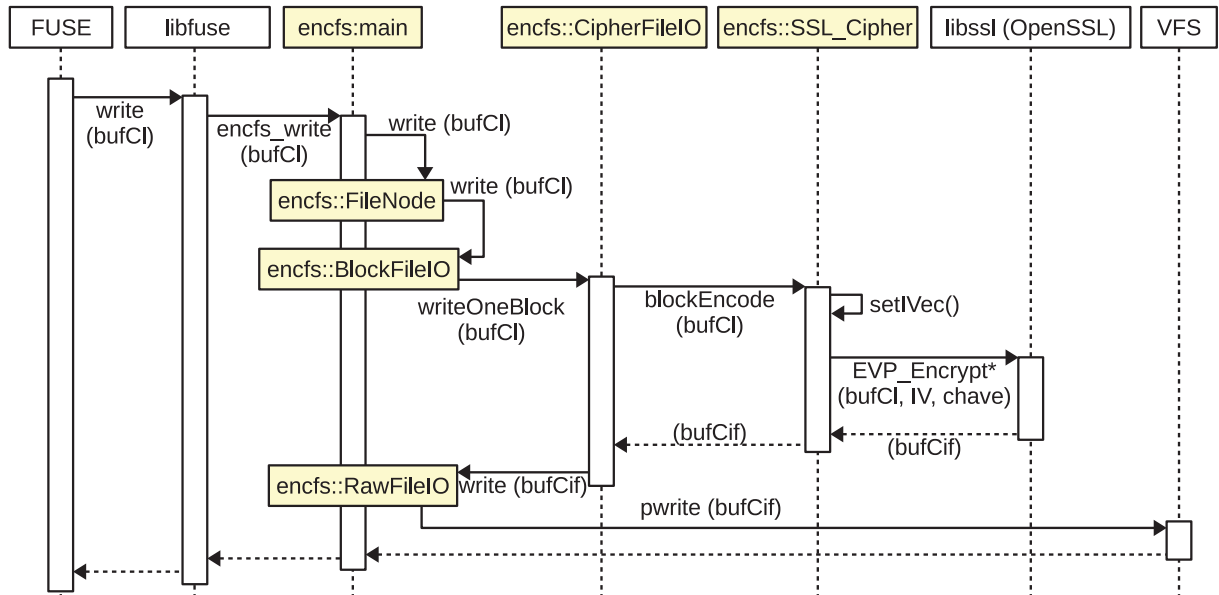 FUSE
libfuse
encfs:main
encfs::CipherFileIO
encfs::SSL_Cipher
libssl (OpenSSL)
VFS
write
(bufCl)
encfs_write
(bufCl)
write (bufCl)
encfs::FileNode
write (bufCl)
encfs::BlockFileIO
writeOneBlock
(bufCl)
blockEncode
(bufCl)
setIVec()
EVP_Encrypt*
(bufCl, IV, chave)
(bufCif)
(bufCif)
encfs::RawFileIO
write (bufCif)
pwrite (bufCif)